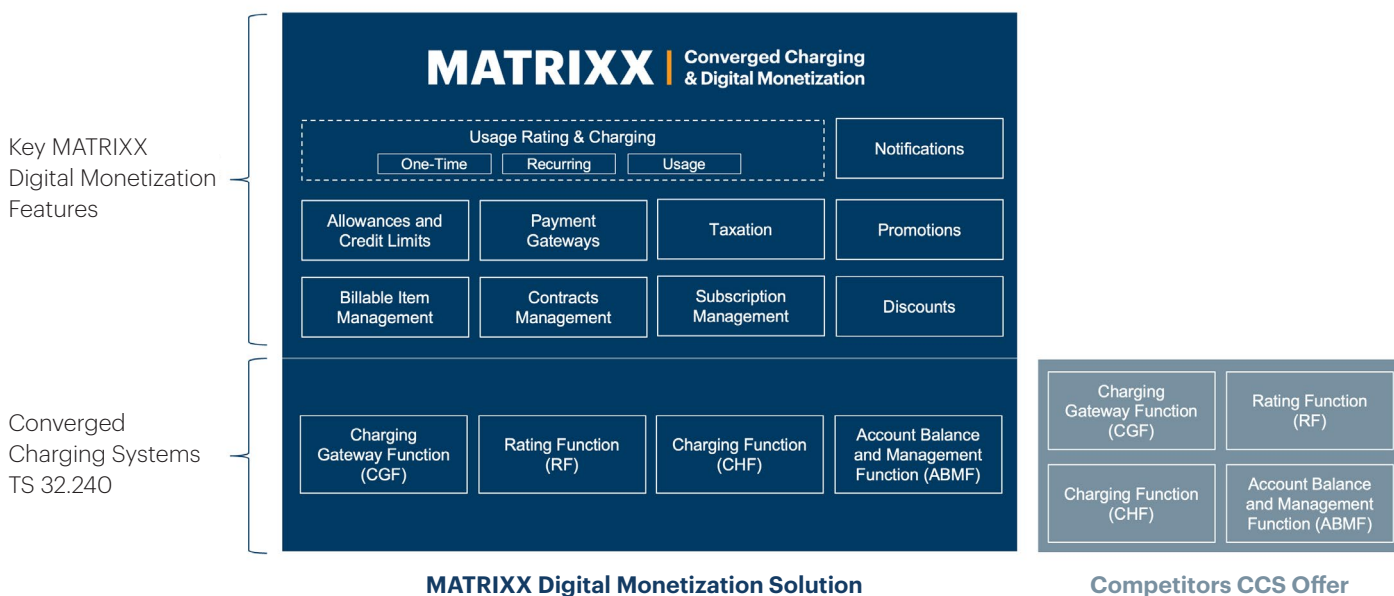 MATRIXX
Converged Charging
& Digital Monetization
Key MATRIXX
Digital Monetization
Features
Usage Rating & Charging
One-Time
Recurring
Usage
Notifications
Allowances and
Credit Limits
Payment
Gateways
Taxation
Promotions
Billable Item
Management
Contracts
Management
Subscription
Management
Discounts
Converged
Charging Systems
TS 32.240
Charging
Gateway Function
(CGF)
Rating Function
(RF)
Charging Function
(CHF)
Account Balance
and Management
Function (ABMF)
Charging
Gateway Function
(CGF)
Rating Function
(RF)
Charging Function
(CHF)
Account Balance
and Management
Function (ABMF)
MATRIXX Digital Monetization Solution
Competitors CCS Offer